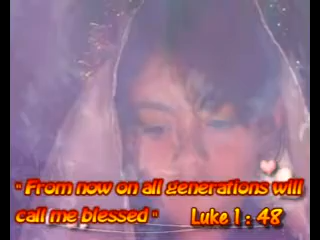 " From now on all generations will
call me blessed " Luke 1 : 48